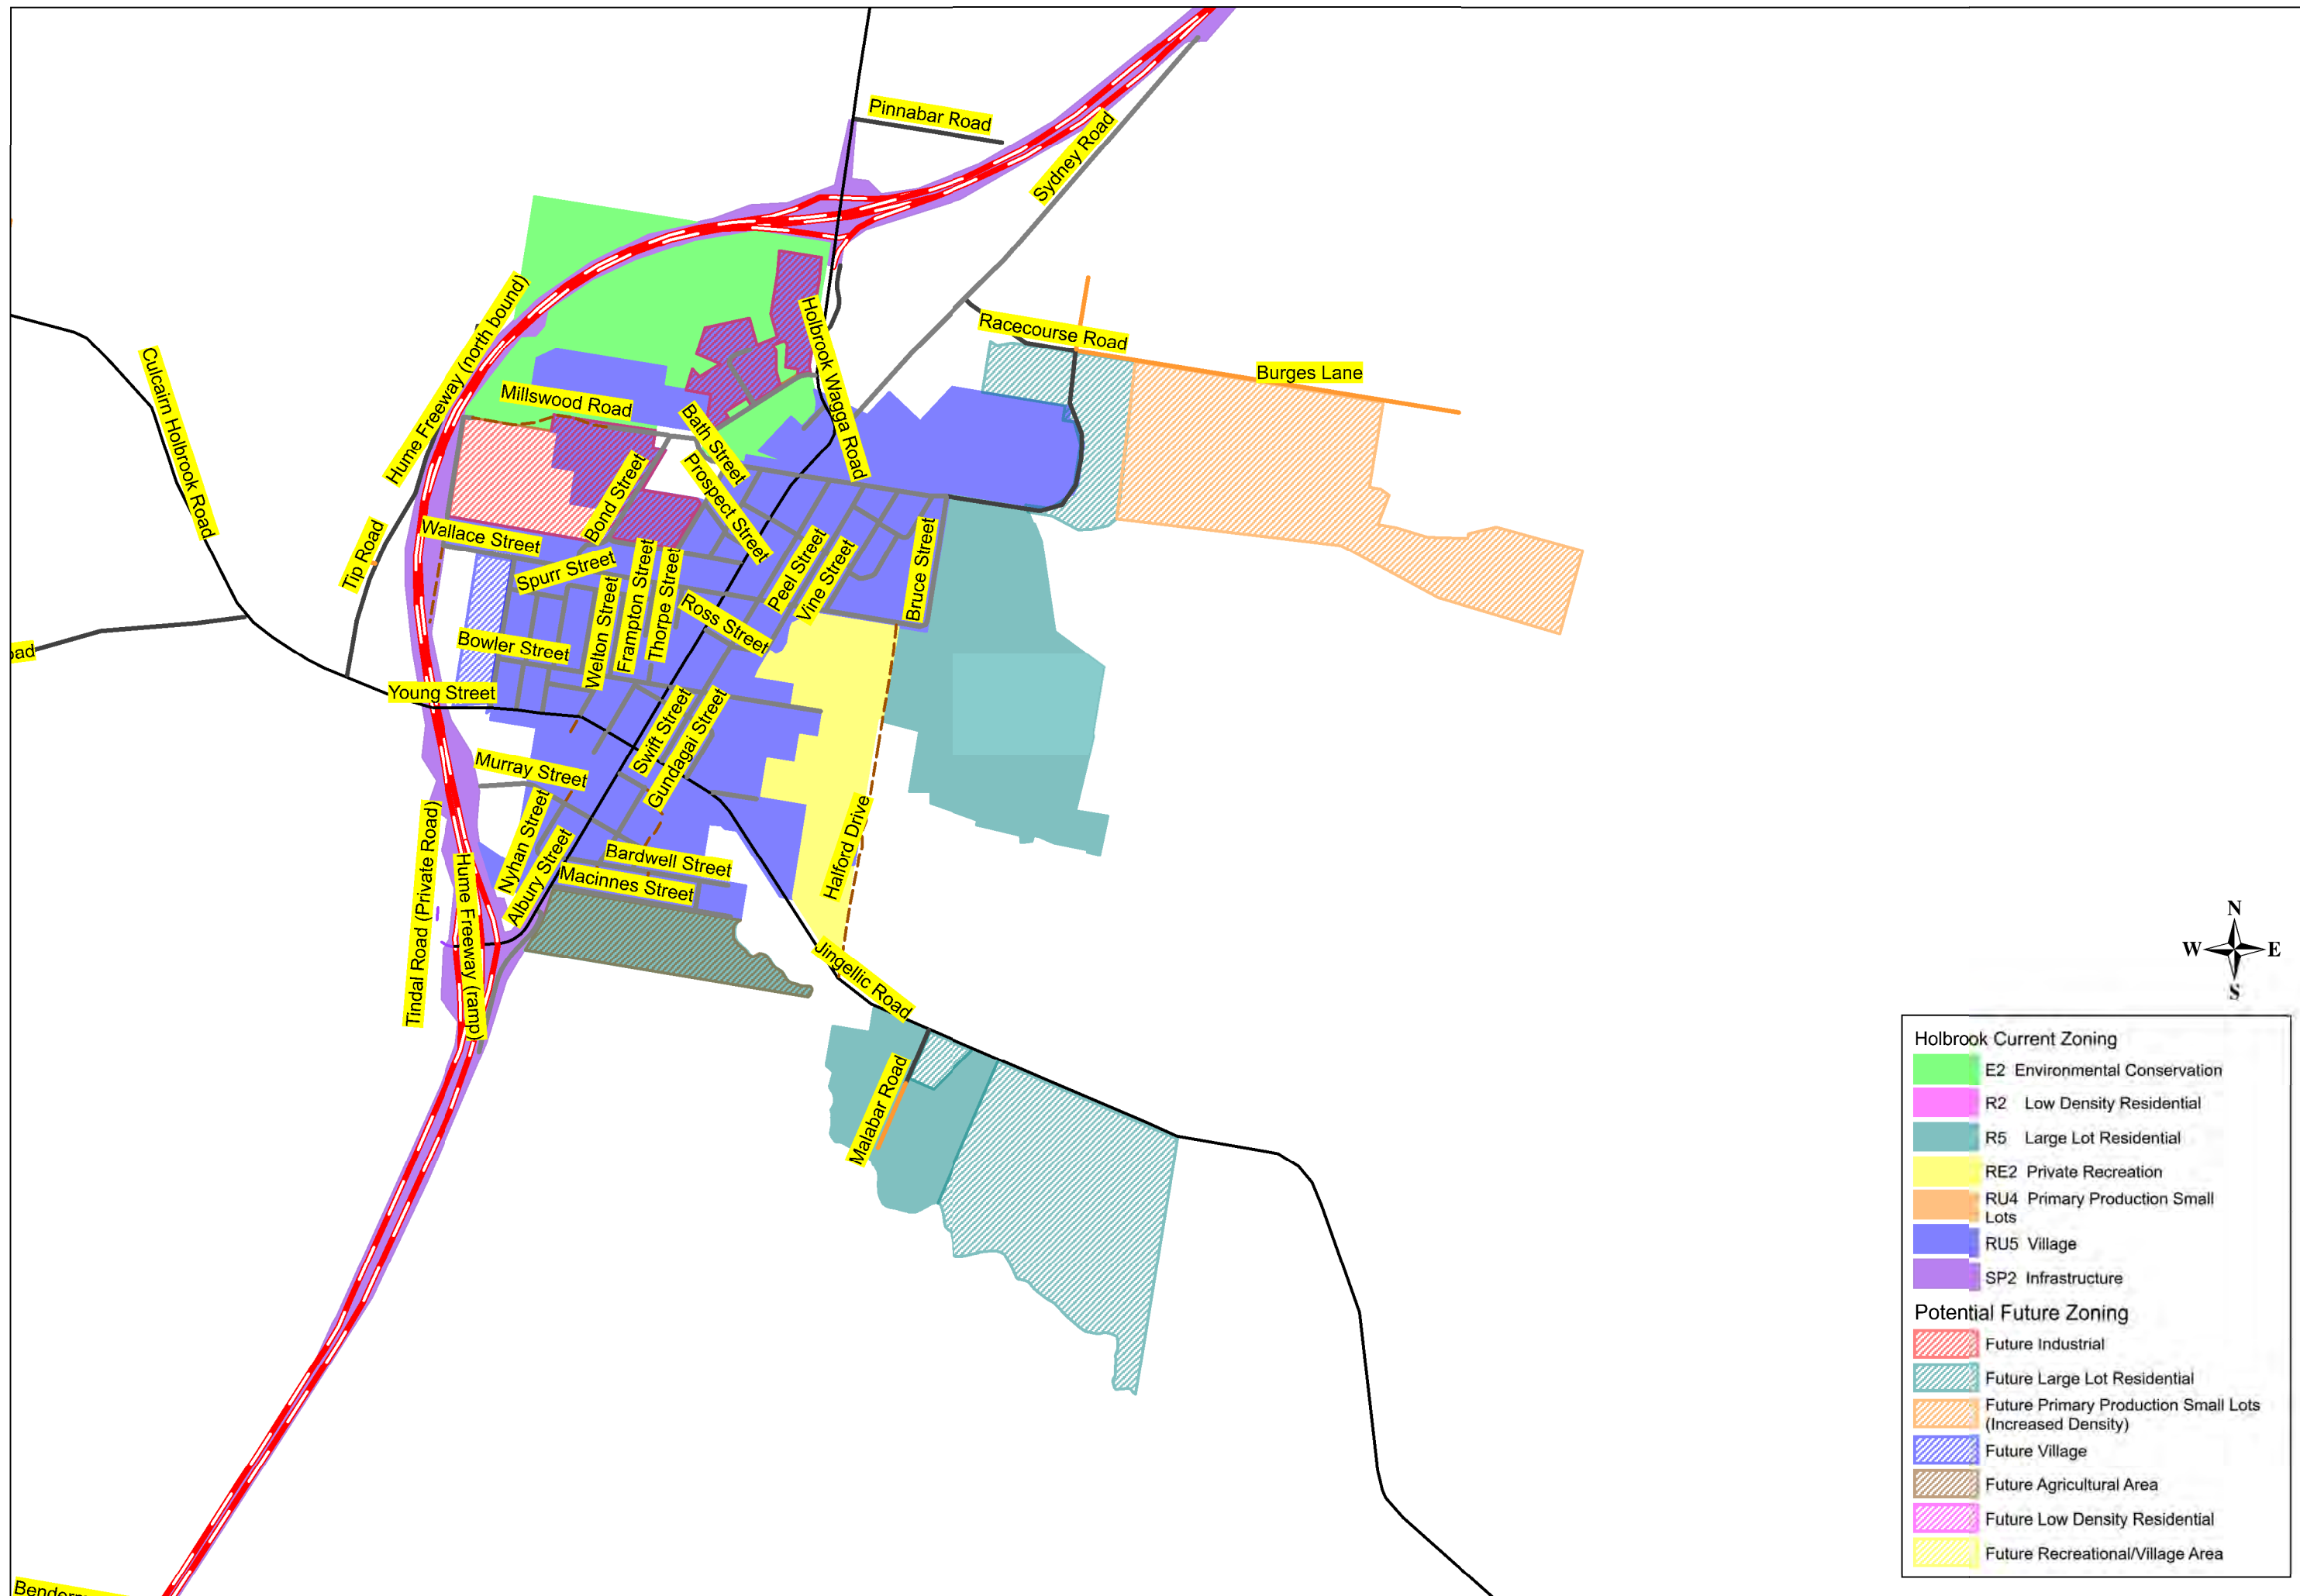 Pinnabar Road
Sydney Road
Hume Freeway (north bound)
Holbrook Wagga Road
Racecourse Road
Burges Lane
Culcairn Holbrook Road
Millswood Road
Bath Street
Prospect Street
Bond Street
Tip Road
Wallace Street
Spurr Street
Peel Street
Vine Street
Bruce Street
Welton Street
Frampton Street
Thorpe Street
Ross Street
Bowler Street
oad
Young Street
Swift Street
Gundagai Street
Murray Street
Nyhan Street
Albury Street
Halford Drive
Tindal Road (Private Road)
Hume Freeway (ramp)
Bardwell Street
Macinnes Street
Jingellic Road
Malabar Road
N
W E
S
Holbrook Current Zoning
E2 Environmental Conservation
R2 Low Density Residential
R5 Large Lot Residential
RE2 Private Recreation
RU4 Primary Production Small
Lots
RU5 Village
SP2 Infrastructure
Potential Future Zoning
Future Industrial
Future Large Lot Residential
Future Primary Production Small Lots
(Increased Density)
Future Village
Future Agricultural Area
Future Low Density Residential
Future Recreational/Village Area